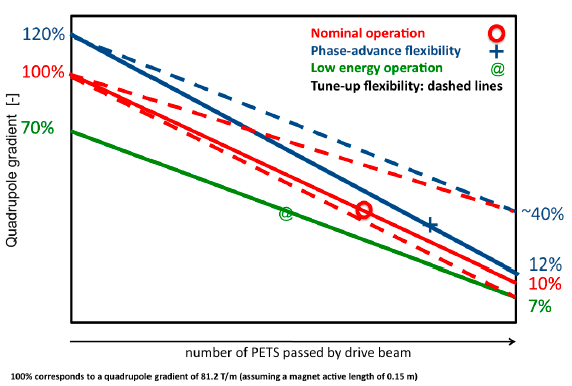 120%
100%
70%
Quadrupole gradient [-]
Nominal operation
Phase-advance flexibility
Low energy operation @
Tune-up flexibility: dashed lines
@
~40%
12%
10%
7%
number of PETS passed by drive beam
100% corresponds to a quadrupole gradient of 81.2 T/m (assuming a magnet active length of 0.15 m)